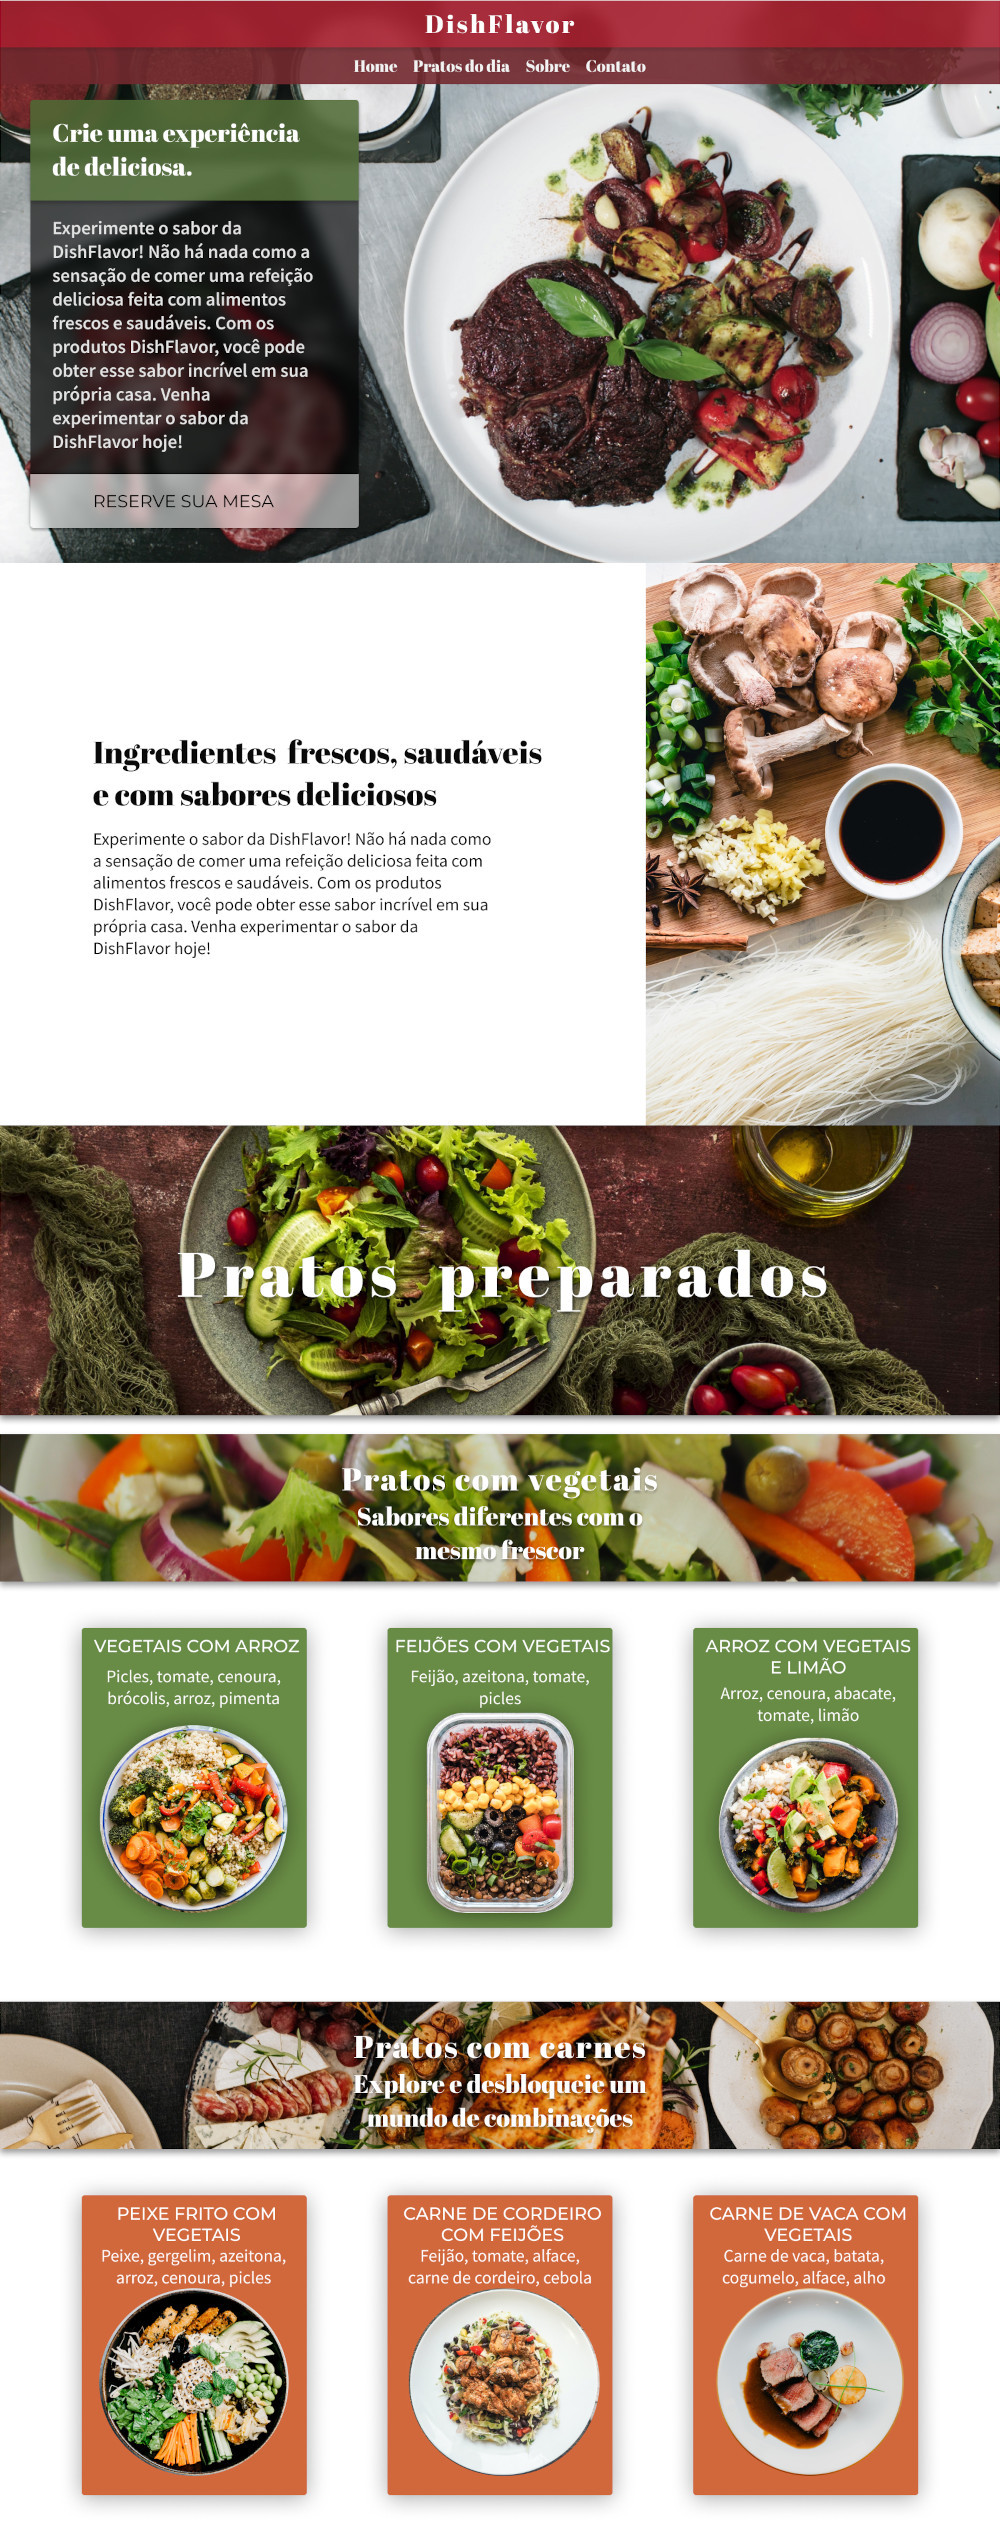 DishFlavor
Home Pratos do dia Sobre Contato
Crie uma experiência
de deliciosa.
Experimente o sabor da
DishFlavor! Não há nada como a
sensação de comer uma refeição
deliciosa feita com alimentos
frescos e saudáveis. Com os
produtos DishFlavor, você pode
obter esse sabor incrível em sua
própria casa. Venha
experimentar o sabor da
DishFlavor hoje!
RESERVE SUA MESA
Ingredientes frescos, saudáveis
e com sabores deliciosos
Experimente o sabor da DishFlavor! Não há nada como
a sensação de comer uma refeição deliciosa feita com
alimentos frescos e saudáveis. Com os produtos
DishFlavor, você pode obter esse sabor incrível em sua
própria casa. Venha experimentar o sabor da
DishFlavor hoje!
Pratos preparados
Pratos com vegetais
Sabores diferentes com o
mesmo frescor
VEGETAIS COM ARROZ
Picles, tomate, cenoura,
brócolis, arroz, pimenta
FEIJÕES COM VEGETAIS
Feijão, azeitona, tomate,
picles
ARROZ COM VEGETAIS
E LIMÃO
Arroz, cenoura, abacate,
tomate, limão
Pratos com carnes
Explore e desbloqueie um
mundo de combinações
PEIXE FRITO COM
VEGETAIS
Peixe, gergelim, azeitona,
arroz, cenoura, picles
CARNE DE CORDEIRO
COM FEIJÕES
Feijão, tomate, alface,
carne de cordeiro, cebola
CARNE DE VACA COM
VEGETAIS
Carne de vaca, batata,
cogumelo, alface, alho